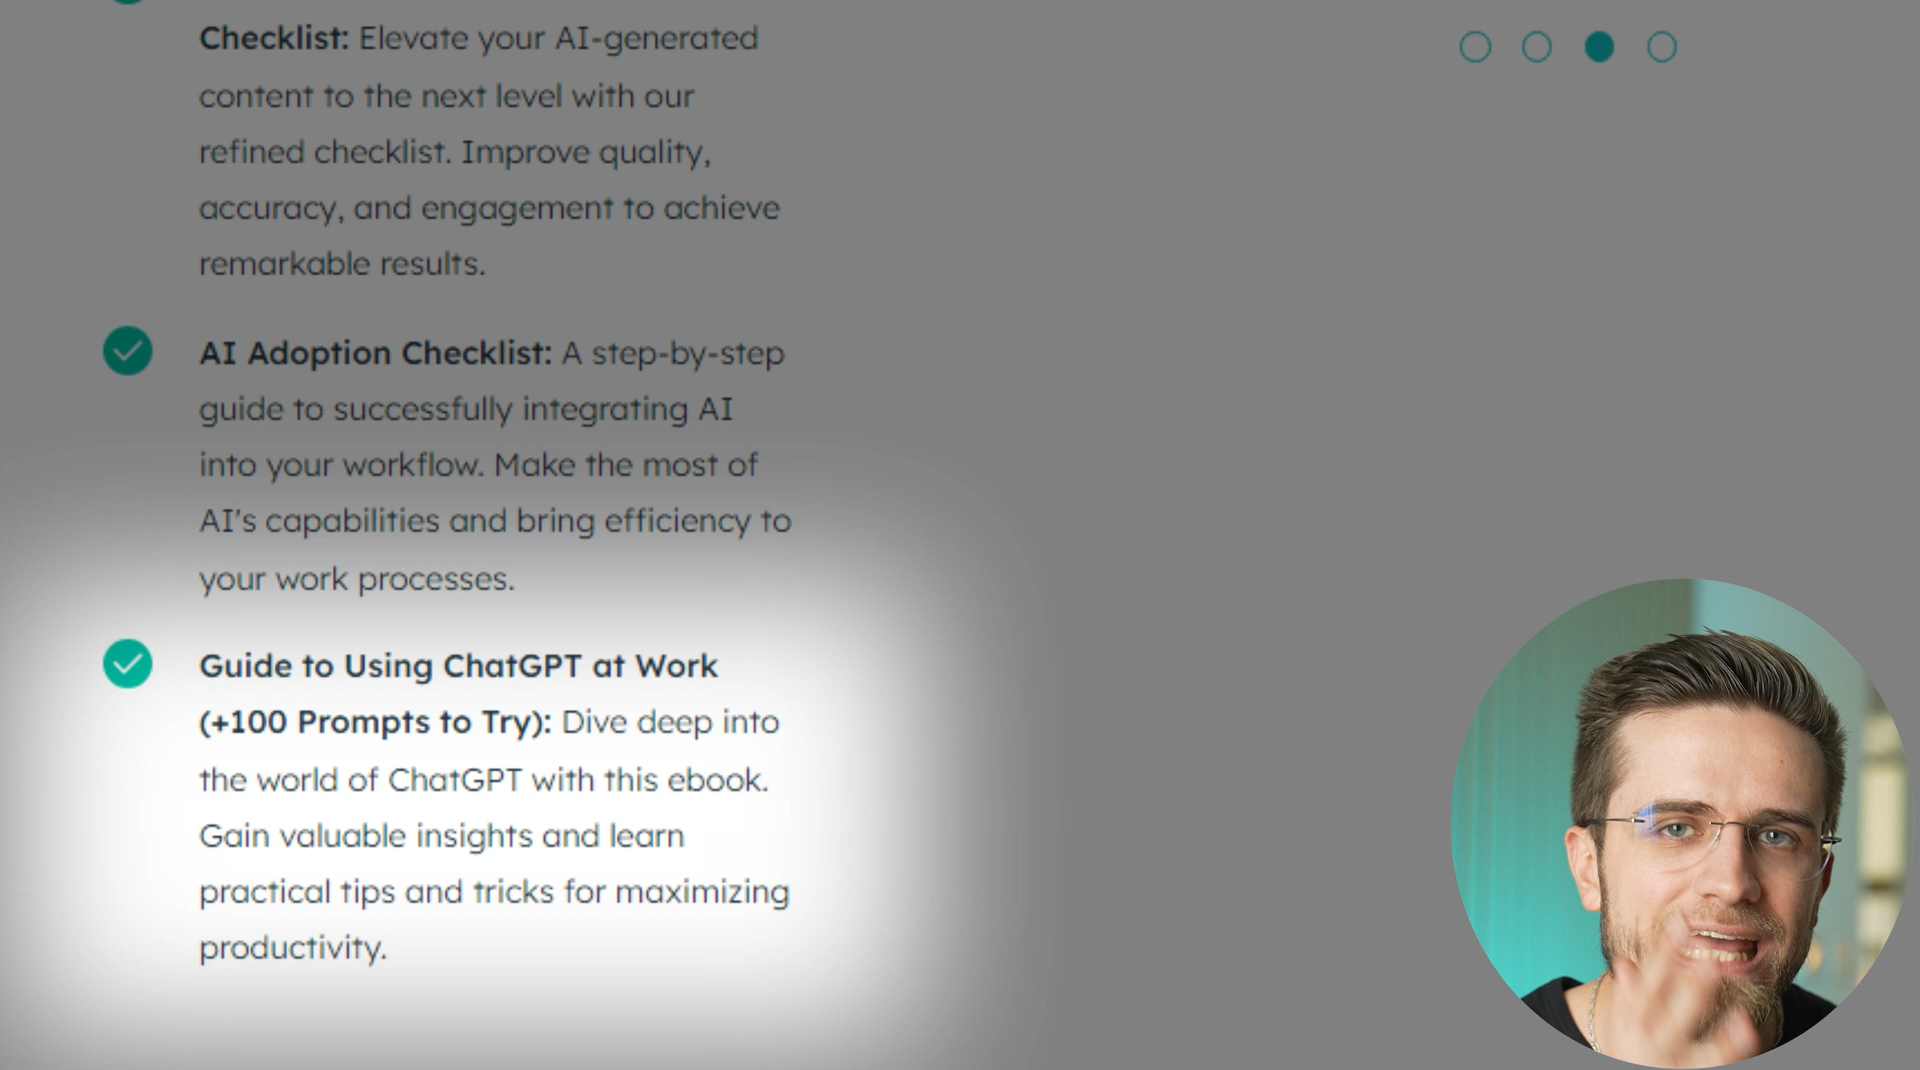 Checklist: Elevate your AI-generated
content to the next level with our
refined checklist. Improve quality,
accuracy, and engagement to achieve
remarkable results.
AI Adoption Checklist: A step-by-step
guide to successfully integrating AI
into your workflow. Make the most of
AI's capabilities and bring efficiency to
your work processes.
Guide to Using ChatGPT at Work
(+100 Prompts to Try): Dive deep into
the world of ChatGPT with this ebook.
Gain valuable insights and learn
practical tips and tricks for maximizing
productivity.